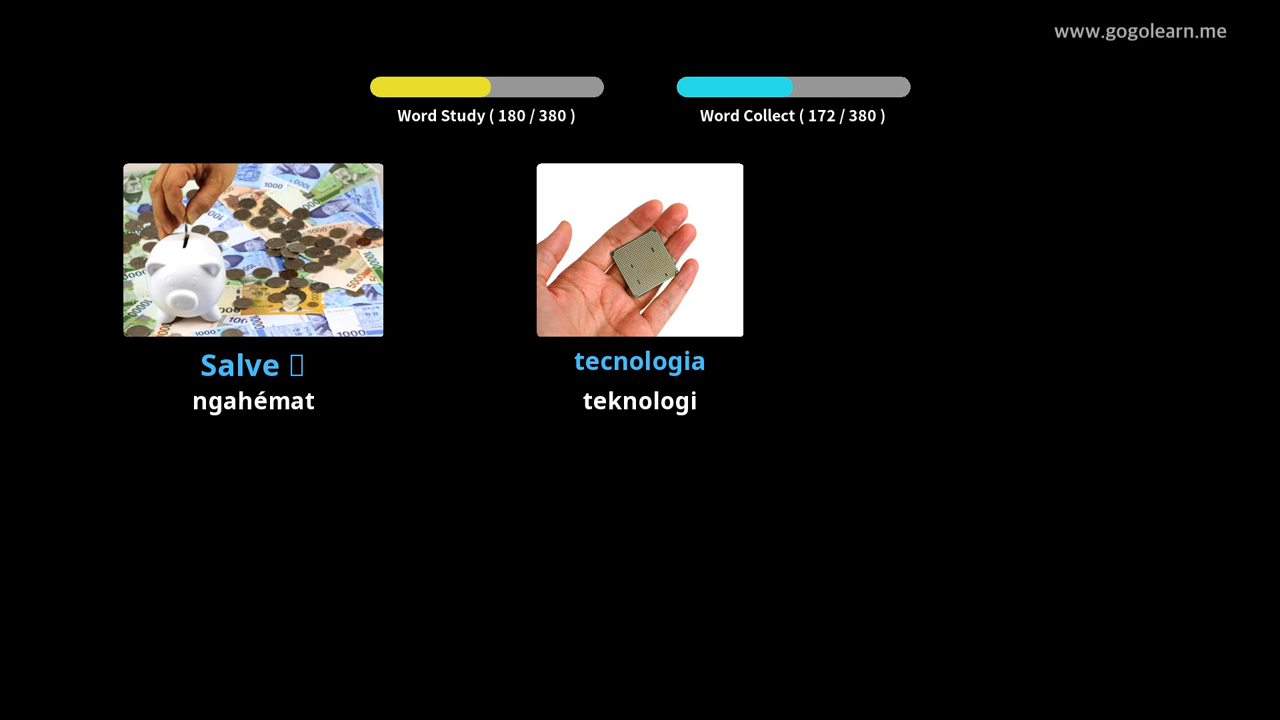 www.gogolearn.me
Word Study ( 180 / 380 )
Word Collect ( 172 / 380 )
Salve
ngahémat
tecnologia
teknologi